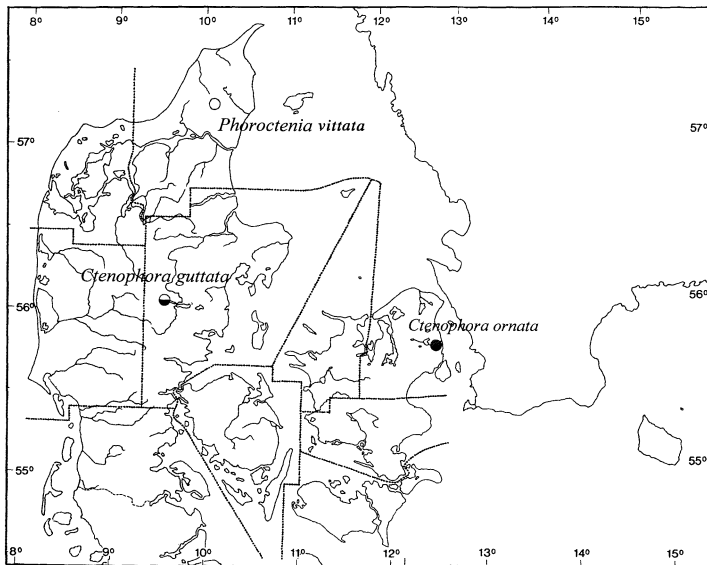 8° 9° 10° 11° 12° 13° 14° 15°
Phoroctenia vittata
57° 57°
Ctenophora guttata
56° 56°
Ctenophora ornata
55° 55°
8° 9° 10° 11° 12° 13° 14° 15°